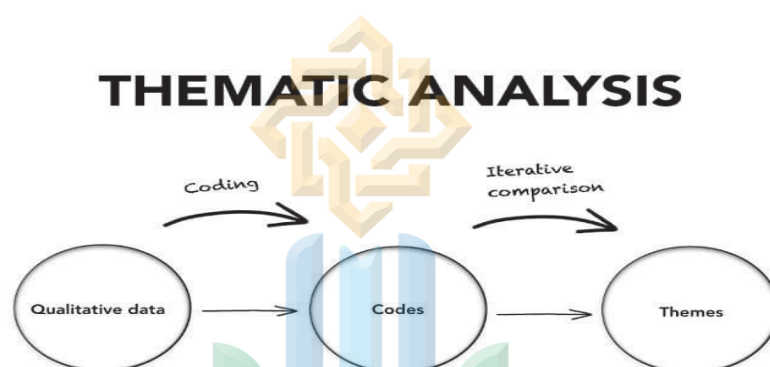 THEMATIC ANALYSIS
Coding
Iterative
comparison
Qualitative data
Codes
Themes